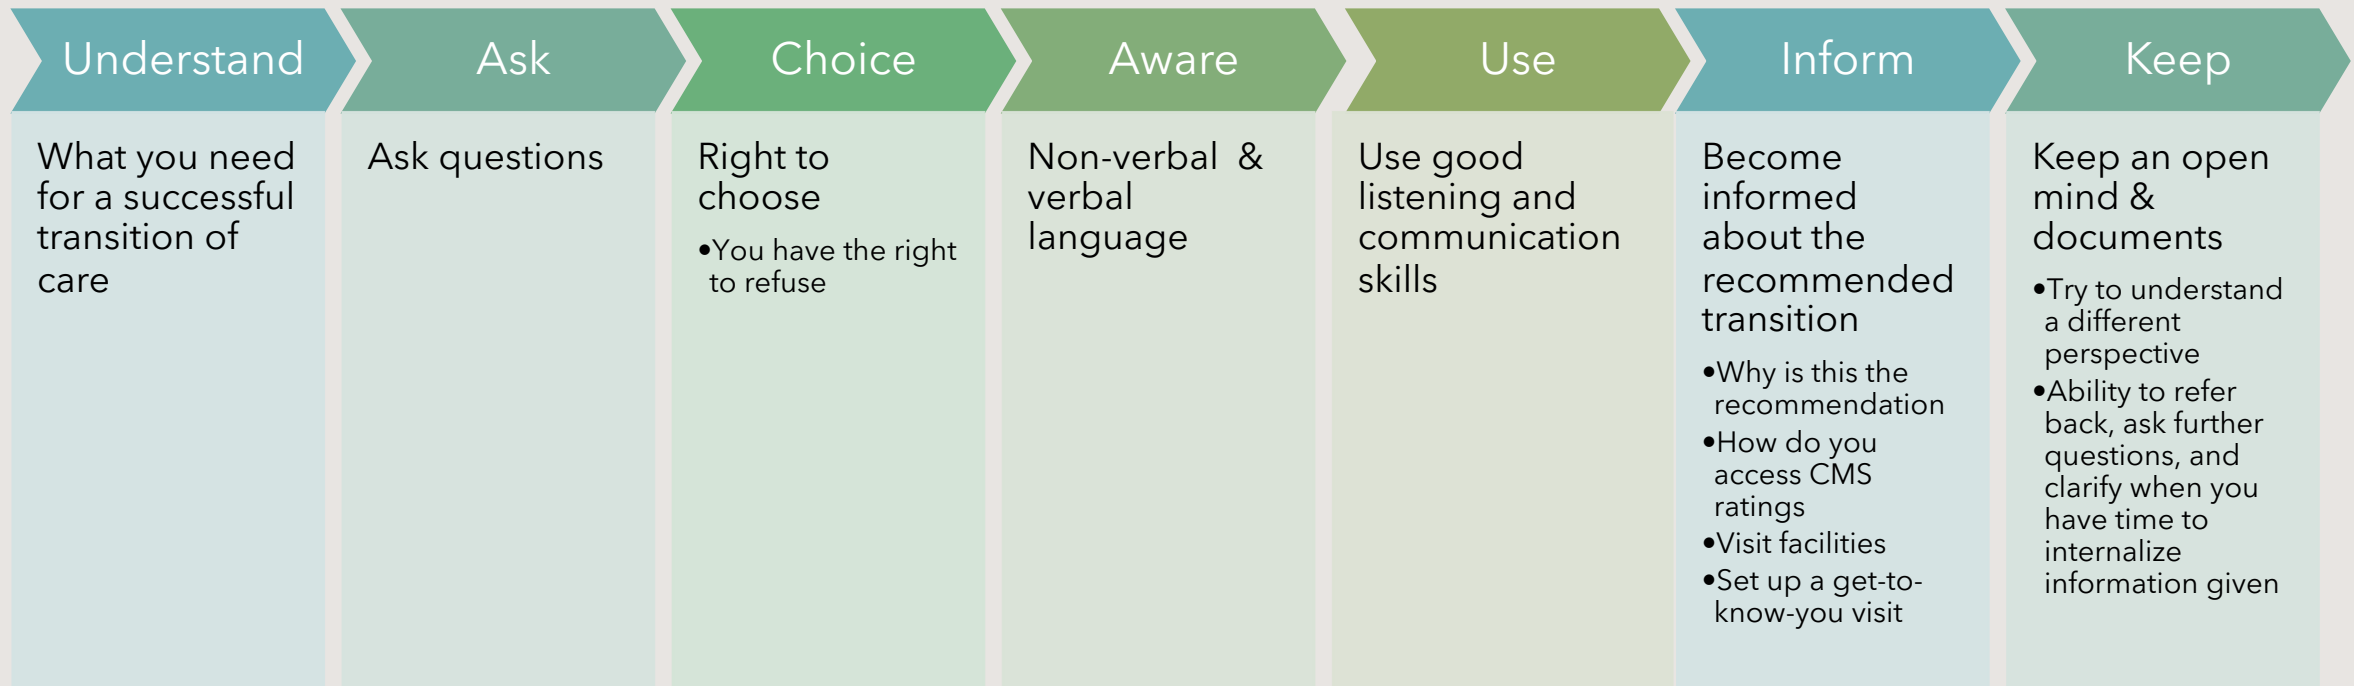 Understand
What you need
for a successful
transition of
care
Ask
Ask questions
Choice
Right to
choose
•You have the right
to refuse
Aware
Non-verbal & 
verbal
language
Use
Use good
listening and
communication
skills
Inform
Become
informed
about the
recommended
transition
•Why is this the
recommendation
•How do you
access CMS
ratings
•Visit facilities
•Set up a get-to-
know-you visit
Keep
Keep an open
mind &
documents
•Try to understand
a different
perspective
•Ability to refer
back, ask further
questions, and
clarify when you
have time to
internalize
information given